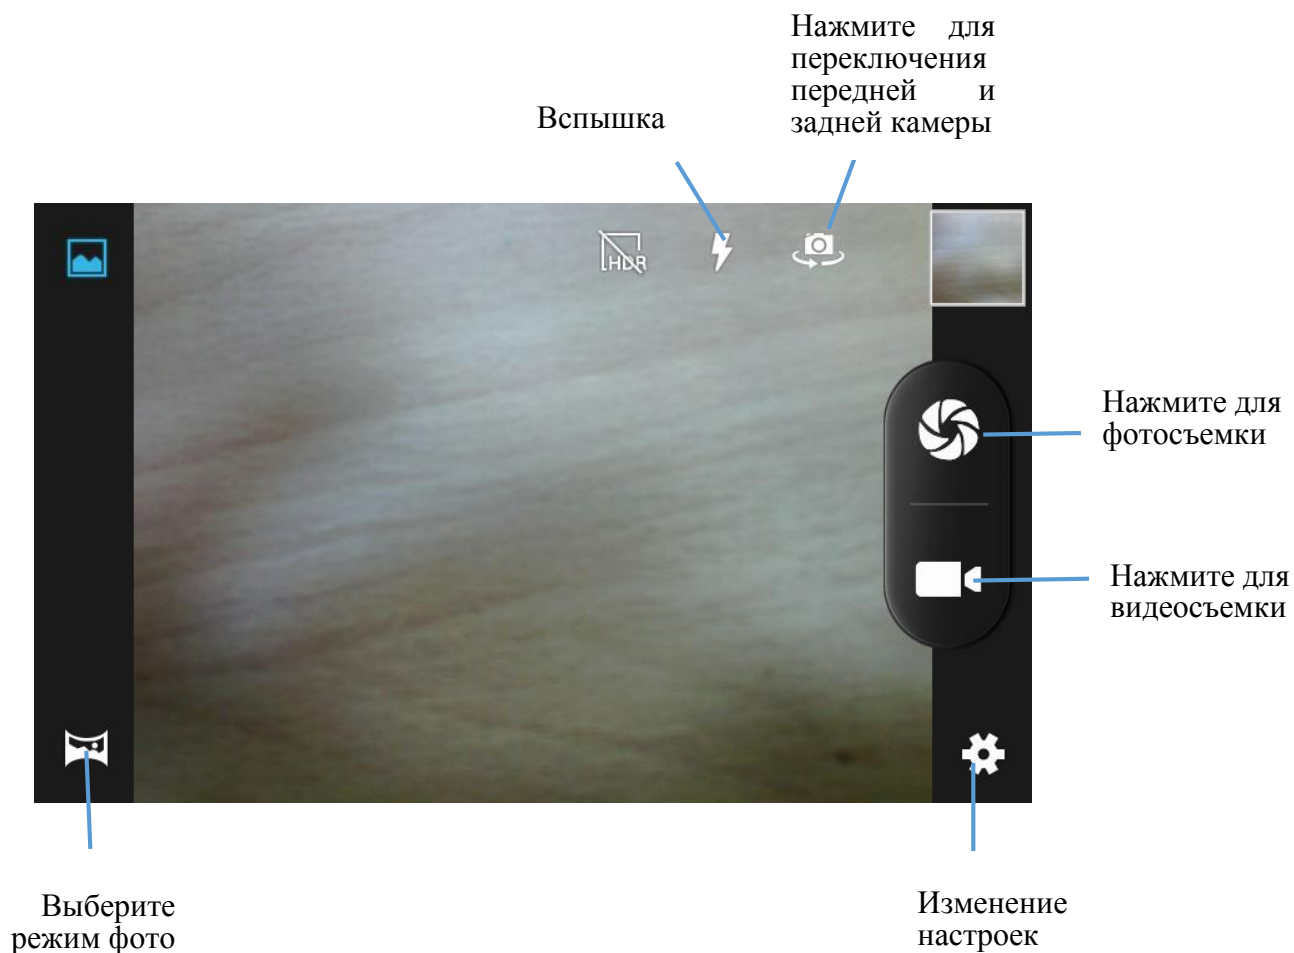 Нажмите для
переключения
передней и
задней камеры
Вспышка
HDR
Нажмите для
фотосъемки
Нажмите для
видеосъемки
Выберите
режим фото
Изменение
настроек